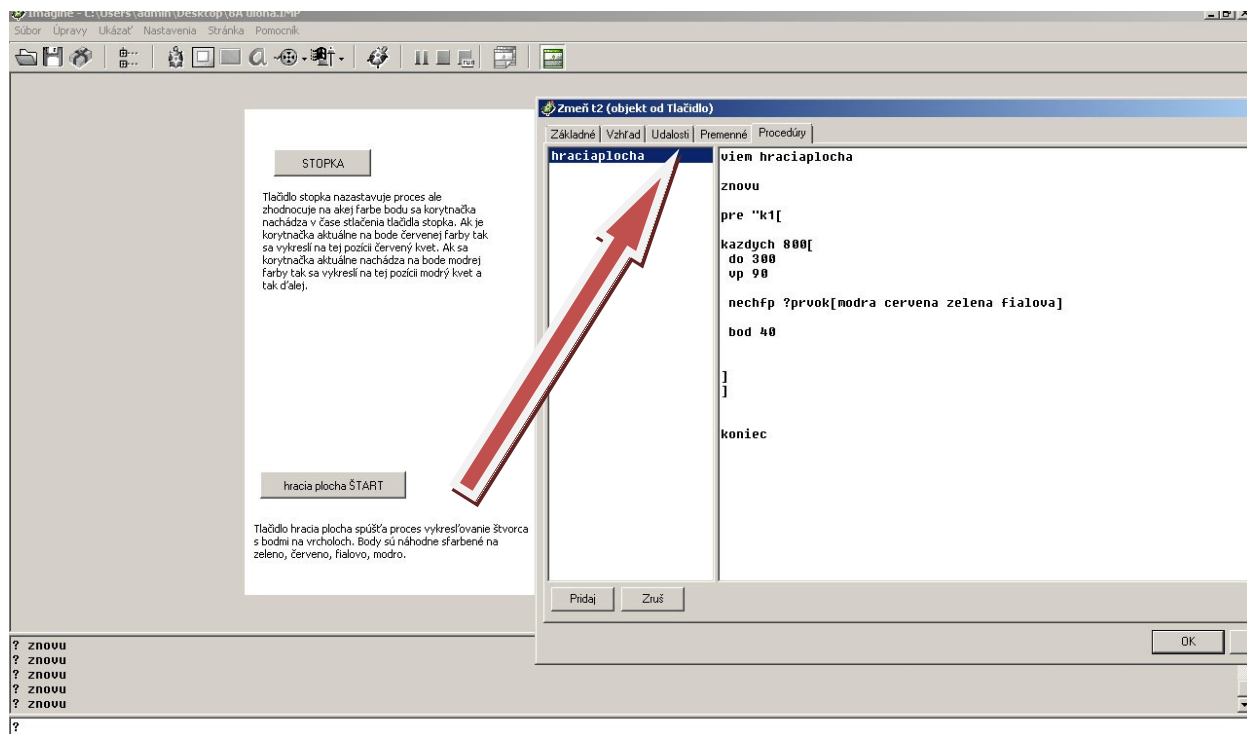 Imagine - C:\Users\admin\Desktop\8A uloha.IMP
Súbor Úpravy Ukázať Nastavenia Stránka Pomocník
STOPKA
Tlačidlo stopka nazastavuje proces ale
zhodnocuje na akej farbe bodu sa korytnačka
nachádza v čase stlačenia tlačidla stopka. Ak je
korytnačka aktuálne na bode červenej farby tak
sa vykreslí na tej pozícii červený kvet. Ak sa
korytnačka aktuálne nachádza na bode modrej
farby tak sa vykreslí na tej pozícii modrý kvet a
tak ďalej.
hracia plocha ŠTART
Tlačidlo hracia plocha spúšťa proces vykresľovanie štvorca
s bodmi na vrcholoch. Body sú náhodne sfarbené na
zeleno, červeno, fialovo, modro.
Zmeň t2 (objekt od Tlačidlo)
Základné Vzhľad Udalosti Premenné Procedúry
hraciaplocha
viem hraciaplocha
znovu
pre "k1[
kazdych 800[
do 300
vp 90
nechfp ?prvok[modra cervena zelena fialova]
bod 40
]
]
koniec
Pridaj Zruš
OK
? znovu
? znovu
? znovu
? znovu
? znovu
?